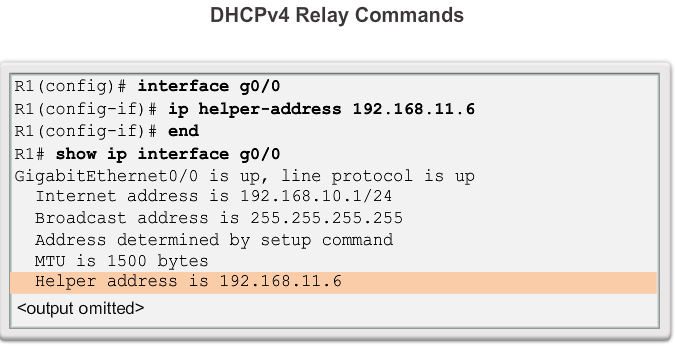 DHCPv4 Relay Commands
R1(config)# interface g0/0
R1(config-if)# ip helper-address 192.168.11.6
R1(config-if)# end
R1# show ip interface g0/0
GigabitEthernet0/0 is up, line protocol is up
  Internet address is 192.168.10.1/24
  Broadcast address is 255.255.255.255
  Address determined by setup command
  MTU is 1500 bytes
  Helper address is 192.168.11.6
<output omitted>